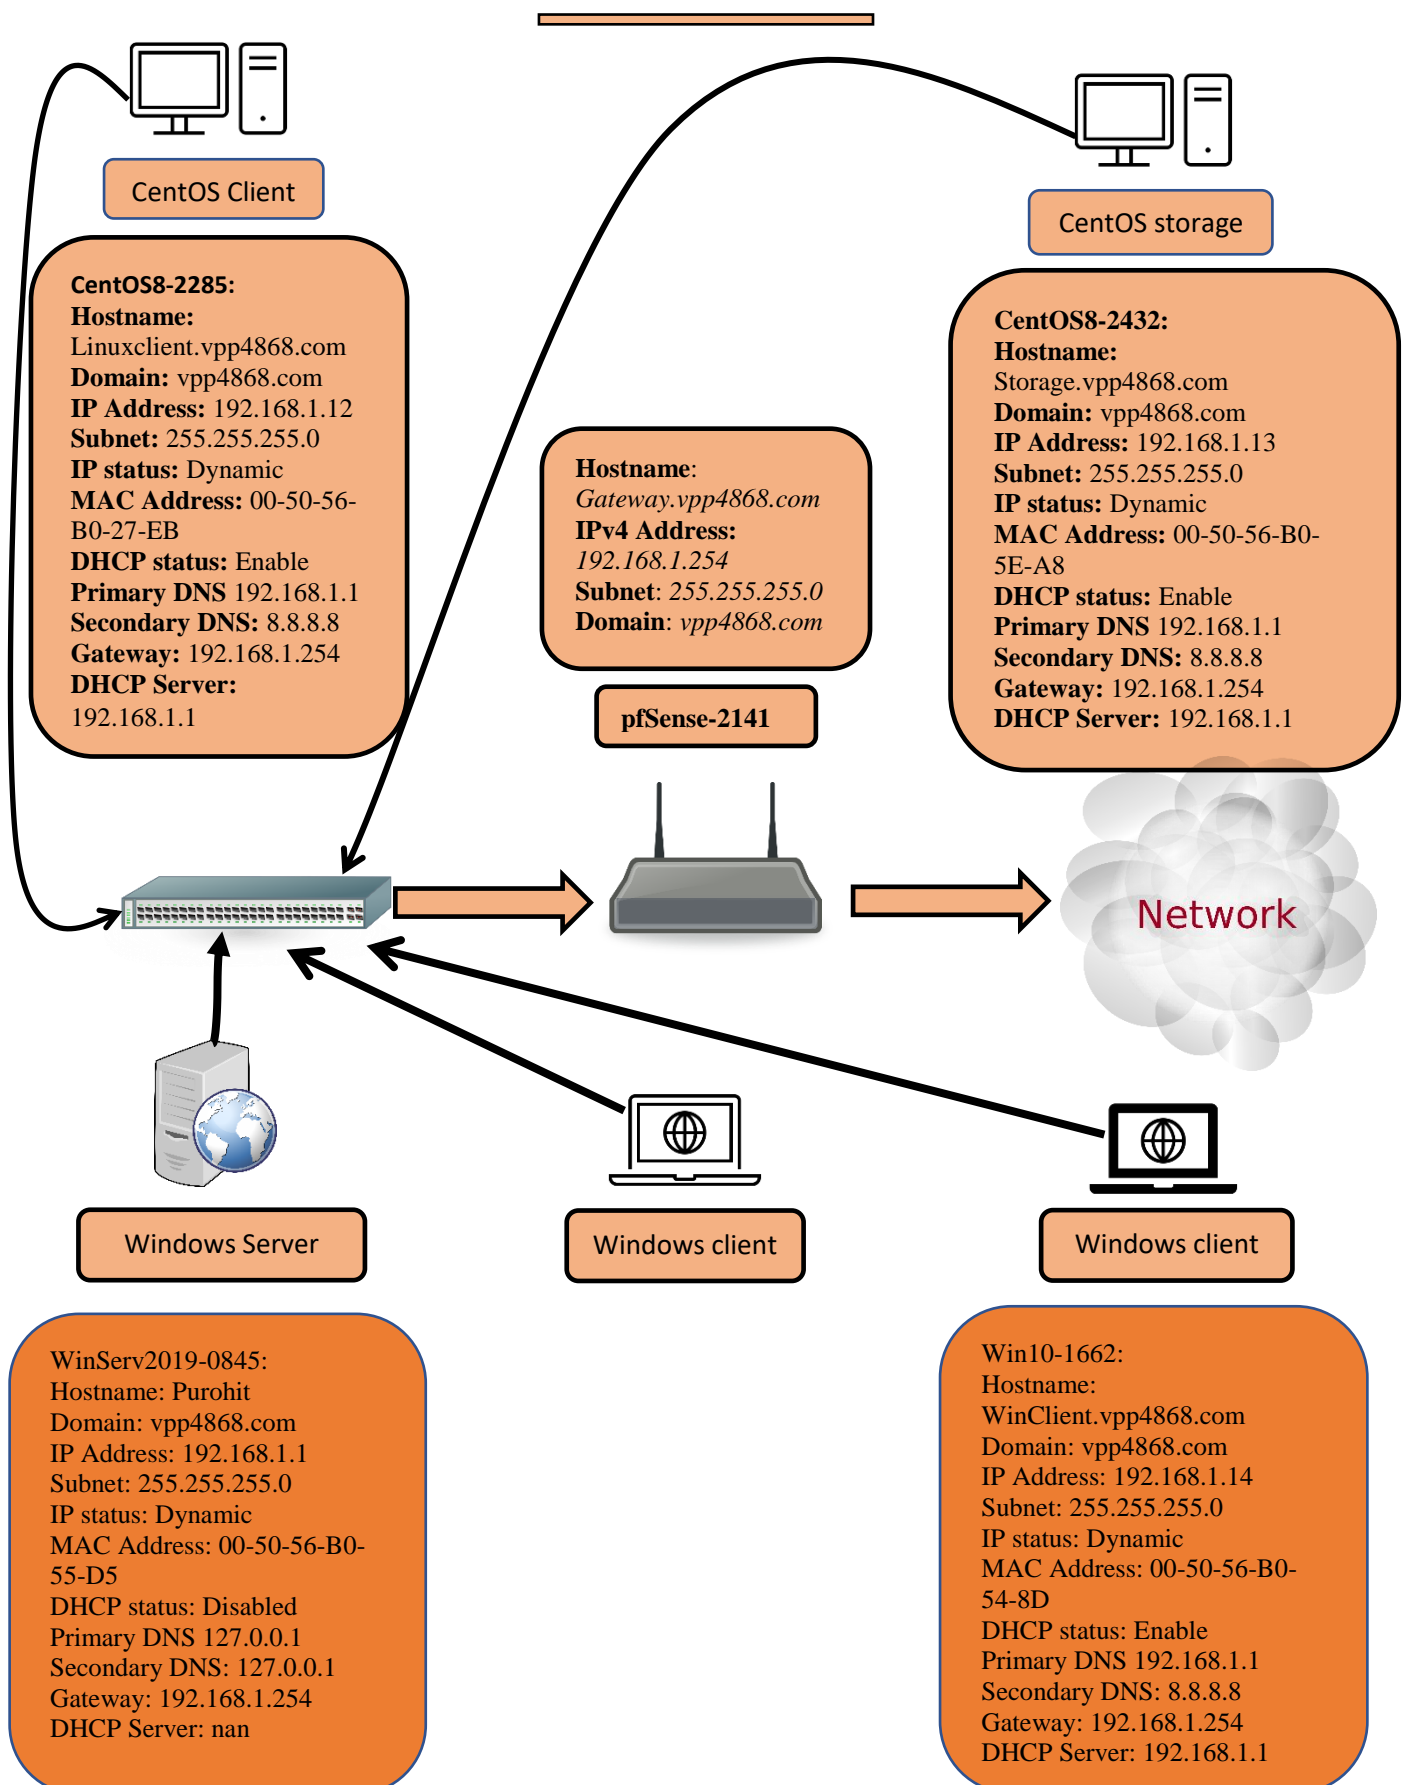 CentOS Client
CentOS storage
CentOS8-2285:
Hostname:
Linuxclient.vpp4868.com
Domain: vpp4868.com
IP Address: 192.168.1.12
Subnet: 255.255.255.0
IP status: Dynamic
MAC Address: 00-50-56-
B0-27-EB
DHCP status: Enable
Primary DNS 192.168.1.1
Secondary DNS: 8.8.8.8
Gateway: 192.168.1.254
DHCP Server:
192.168.1.1
Hostname:
Gateway.vpp4868.com
IPv4 Address:
192.168.1.254
Subnet: 255.255.255.0
Domain: vpp4868.com
pfSense-2141
CentOS8-2432:
Hostname:
Storage.vpp4868.com
Domain: vpp4868.com
IP Address: 192.168.1.13
Subnet: 255.255.255.0
IP status: Dynamic
MAC Address: 00-50-56-B0-
5E-A8
DHCP status: Enable
Primary DNS 192.168.1.1
Secondary DNS: 8.8.8.8
Gateway: 192.168.1.254
DHCP Server: 192.168.1.1
Network
Windows Server
Windows client
Windows client
WinServ2019-0845:
Hostname: Purohit
Domain: vpp4868.com
IP Address: 192.168.1.1
Subnet: 255.255.255.0
IP status: Dynamic
MAC Address: 00-50-56-B0-
55-D5
DHCP status: Disabled
Primary DNS 127.0.0.1
Secondary DNS: 127.0.0.1
Gateway: 192.168.1.254
DHCP Server: nan
Win10-1662:
Hostname:
WinClient.vpp4868.com
Domain: vpp4868.com
IP Address: 192.168.1.14
Subnet: 255.255.255.0
IP status: Dynamic
MAC Address: 00-50-56-B0-
54-8D
DHCP status: Enable
Primary DNS 192.168.1.1
Secondary DNS: 8.8.8.8
Gateway: 192.168.1.254
DHCP Server: 192.168.1.1